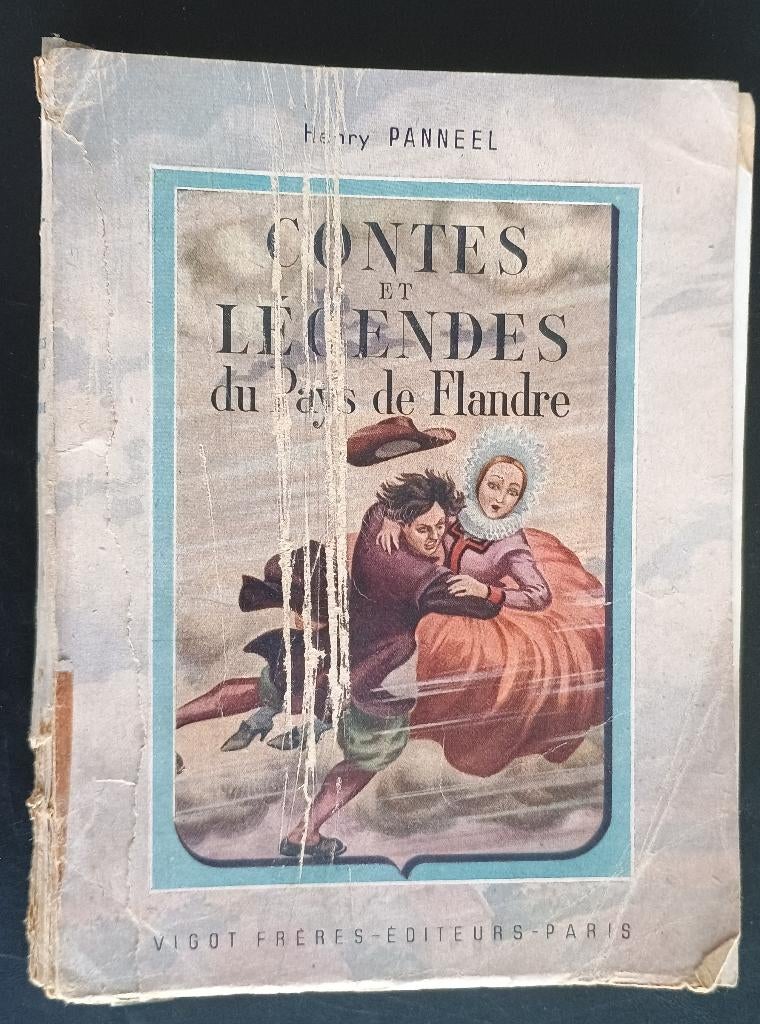 Henry PANNEEL
CONTES
ET
LÉGENDES
du Pays de Flandre
VIGOT FRÈRES-ÉDITEURS-PARIS